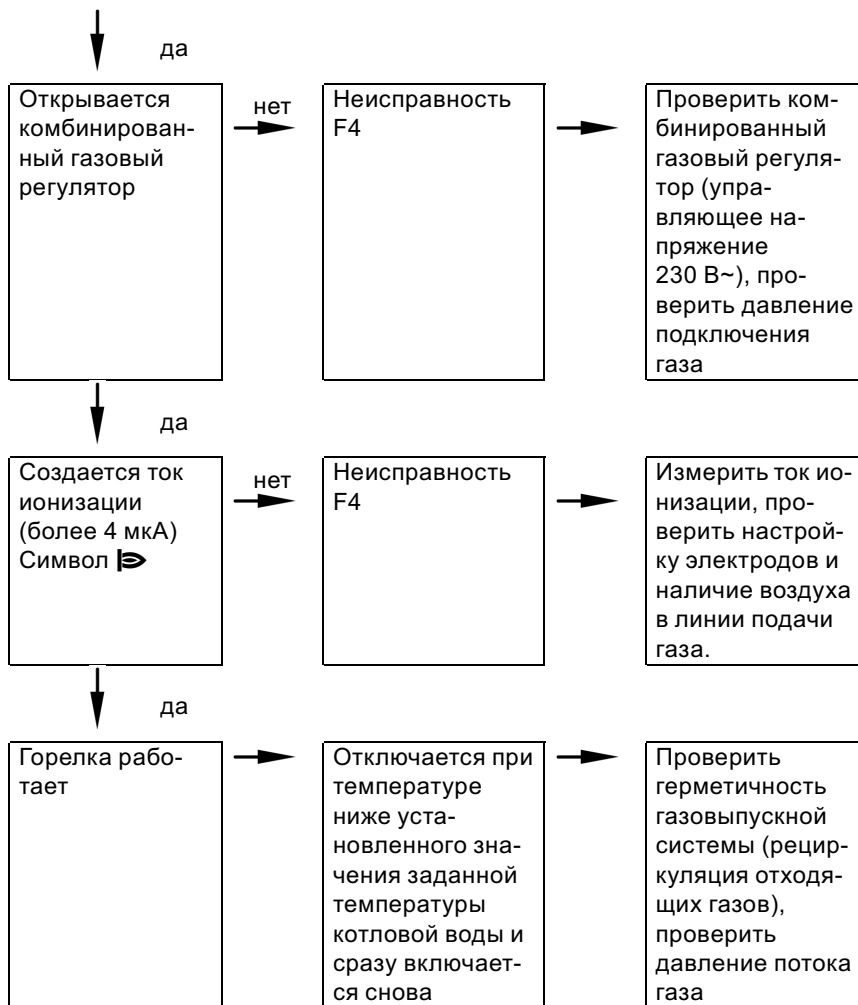 да
Открывается
комбинирован-
ный газовый
регулятор
нет
Неисправность
F4
Проверить ком-
бинированный
газовый регуля-
тор (упра-
вляющее на-
пряжение
230 В~), про-
верить давление
подключения
газа
да
Создается ток
ионизации
(более 4 мкА)
Символ
нет
Неисправность
F4
Измерить ток ио-
низации, про-
верить настрой-
ку электродов и
наличие воздуха
в линии подачи
газа.
да
Горелка рабо-
тает
Отключается при
температуре
ниже уста-
новленного зна-
чения заданной
температуры
котловой воды и
сразу включает-
ся снова
Проверить
герметичность
газовыпускной
системы (рецир-
куляция отходя-
щих газов),
проверить
давление потока
газа